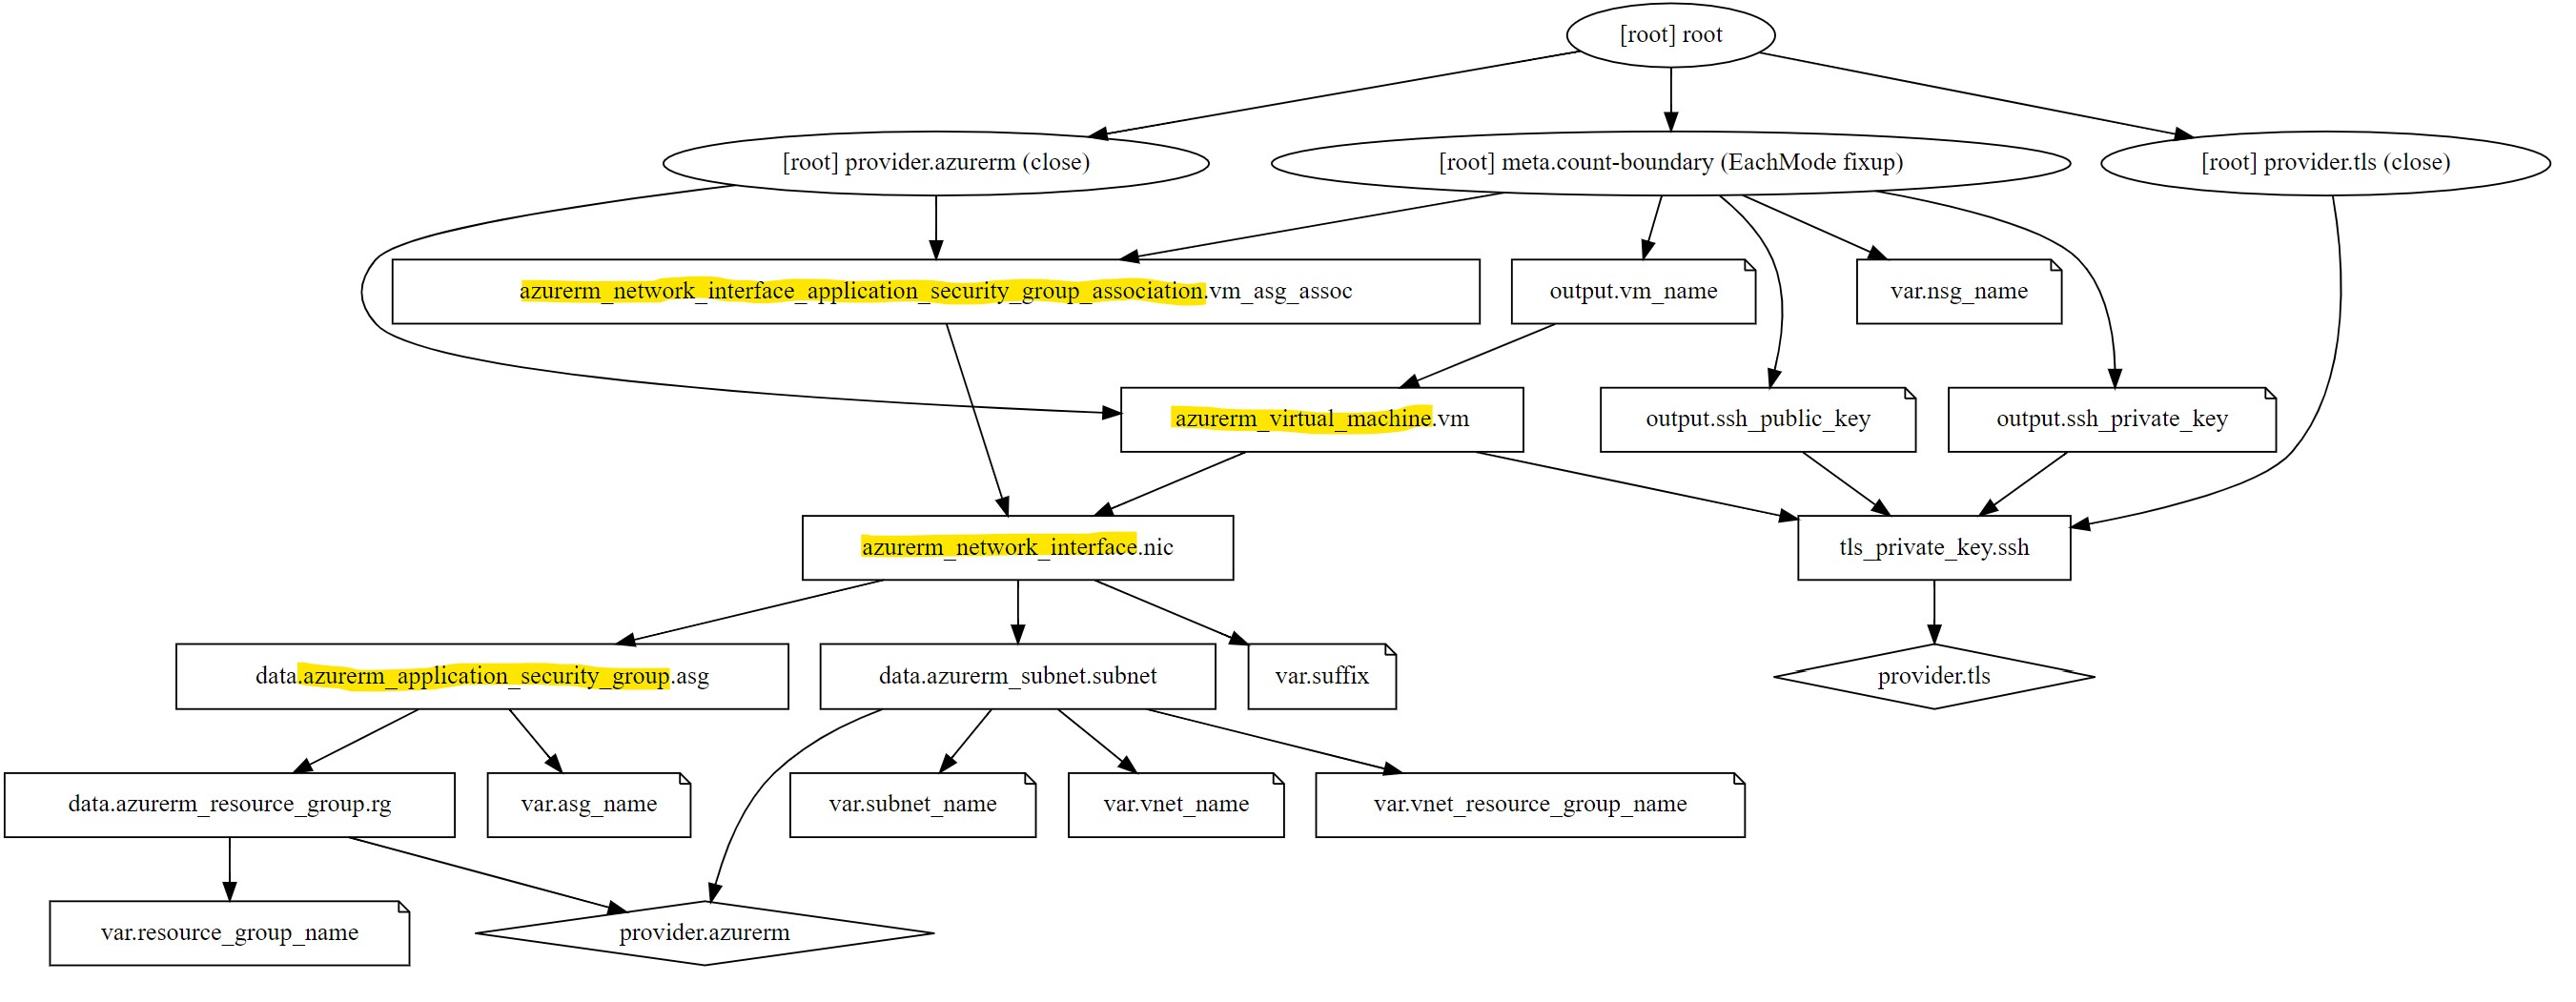 [root] root
[root] provider.azurerm (close)
[root] meta.count-boundary (EachMode fixup)
[root] provider.tls (close)
azurerm_network_interface_application_security_group_association.vm_asg_assoc
output.vm_name
var.nsg_name
azurerm_virtual_machine.vm
output.ssh_public_key
output.ssh_private_key
azurerm_network_interface.nic
tls_private_key.ssh
data.azurerm_application_security_group.asg
data.azurerm_subnet.subnet
var.suffix
provider.tls
data.azurerm_resource_group.rg
var.asg_name
var.subnet_name
var.vnet_name
var.vnet_resource_group_name
var.resource_group_name
provider.azurerm